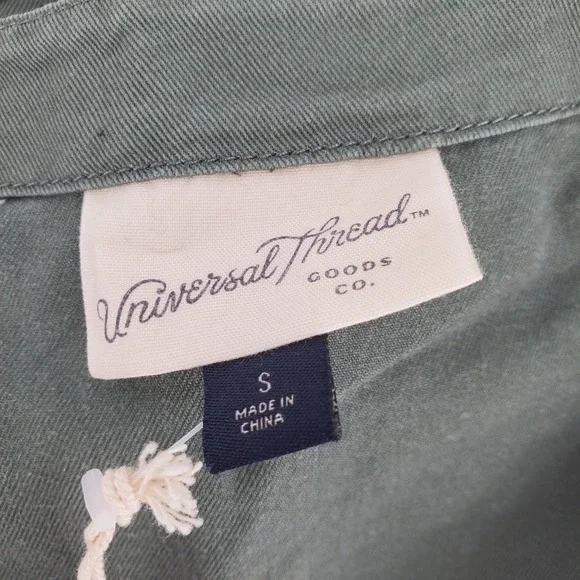 Universal Thread™
GOODS
CO.
S
MADE IN
CHINA